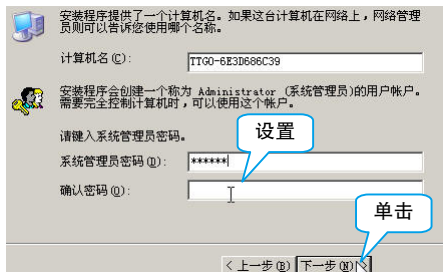 安装程序提供了一个计算机名。如果这台计算机在网络上，网络管理
员则可以告诉您使用哪个名称。
计算机名(C): TTGO-6E3D686C39
安装程序会创建一个称为 Administrator (系统管理员)的用户帐户。
需要完全控制计算机时，可以使用这个帐户。
请键入系统管理员密码。
设置
系统管理员密码(D): ******
确认密码(O):
单击
<上一步(B) 下一步(N)>